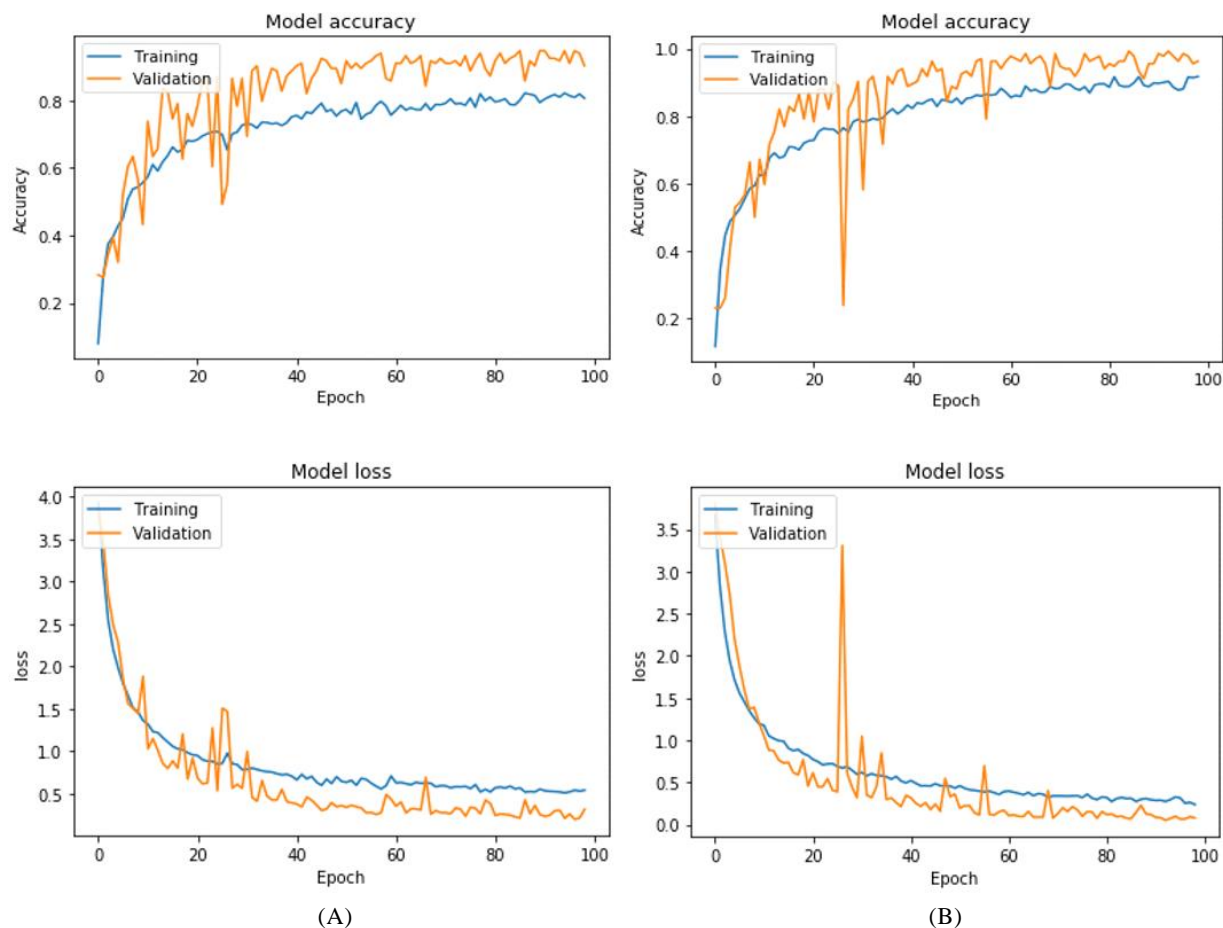 Model accuracy
Training
Validation
Accuracy
0.8
0.6
0.4
0.2
0 20 40 60 80 100
Epoch
Model accuracy
Training
Validation
Accuracy
1.0
0.8
0.6
0.4
0.2
0 20 40 60 80 100
Epoch
Model loss
Training
Validation
loss
4.0
3.5
3.0
2.5
2.0
1.5
1.0
0.5
0 20 40 60 80 100
Epoch
Model loss
Training
Validation
loss
3.5
3.0
2.5
2.0
1.5
1.0
0.5
0.0
0 20 40 60 80 100
Epoch
(A)
(B)